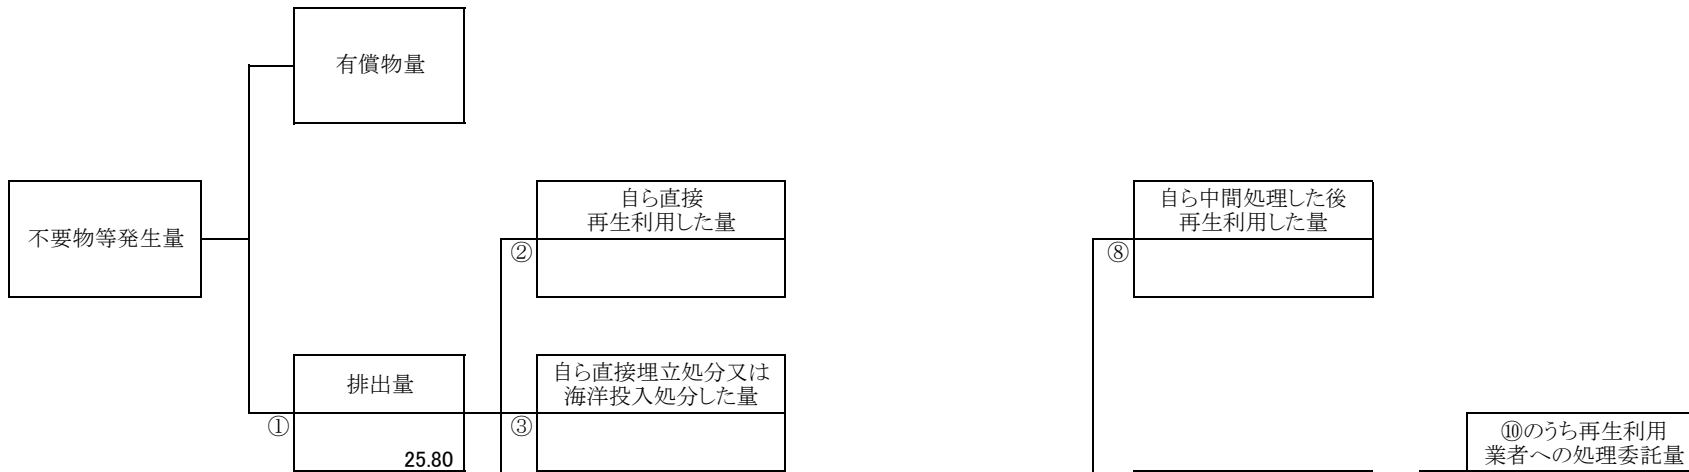 有償物量
不要物等発生量
自ら直接
再生利用した量
②
自ら中間処理した後
再生利用した量
⑧
排出量
①
25.80
自ら直接埋立処分又は
海洋投入処分した量
③
⑩のうち再生利用
業者への処理委託量